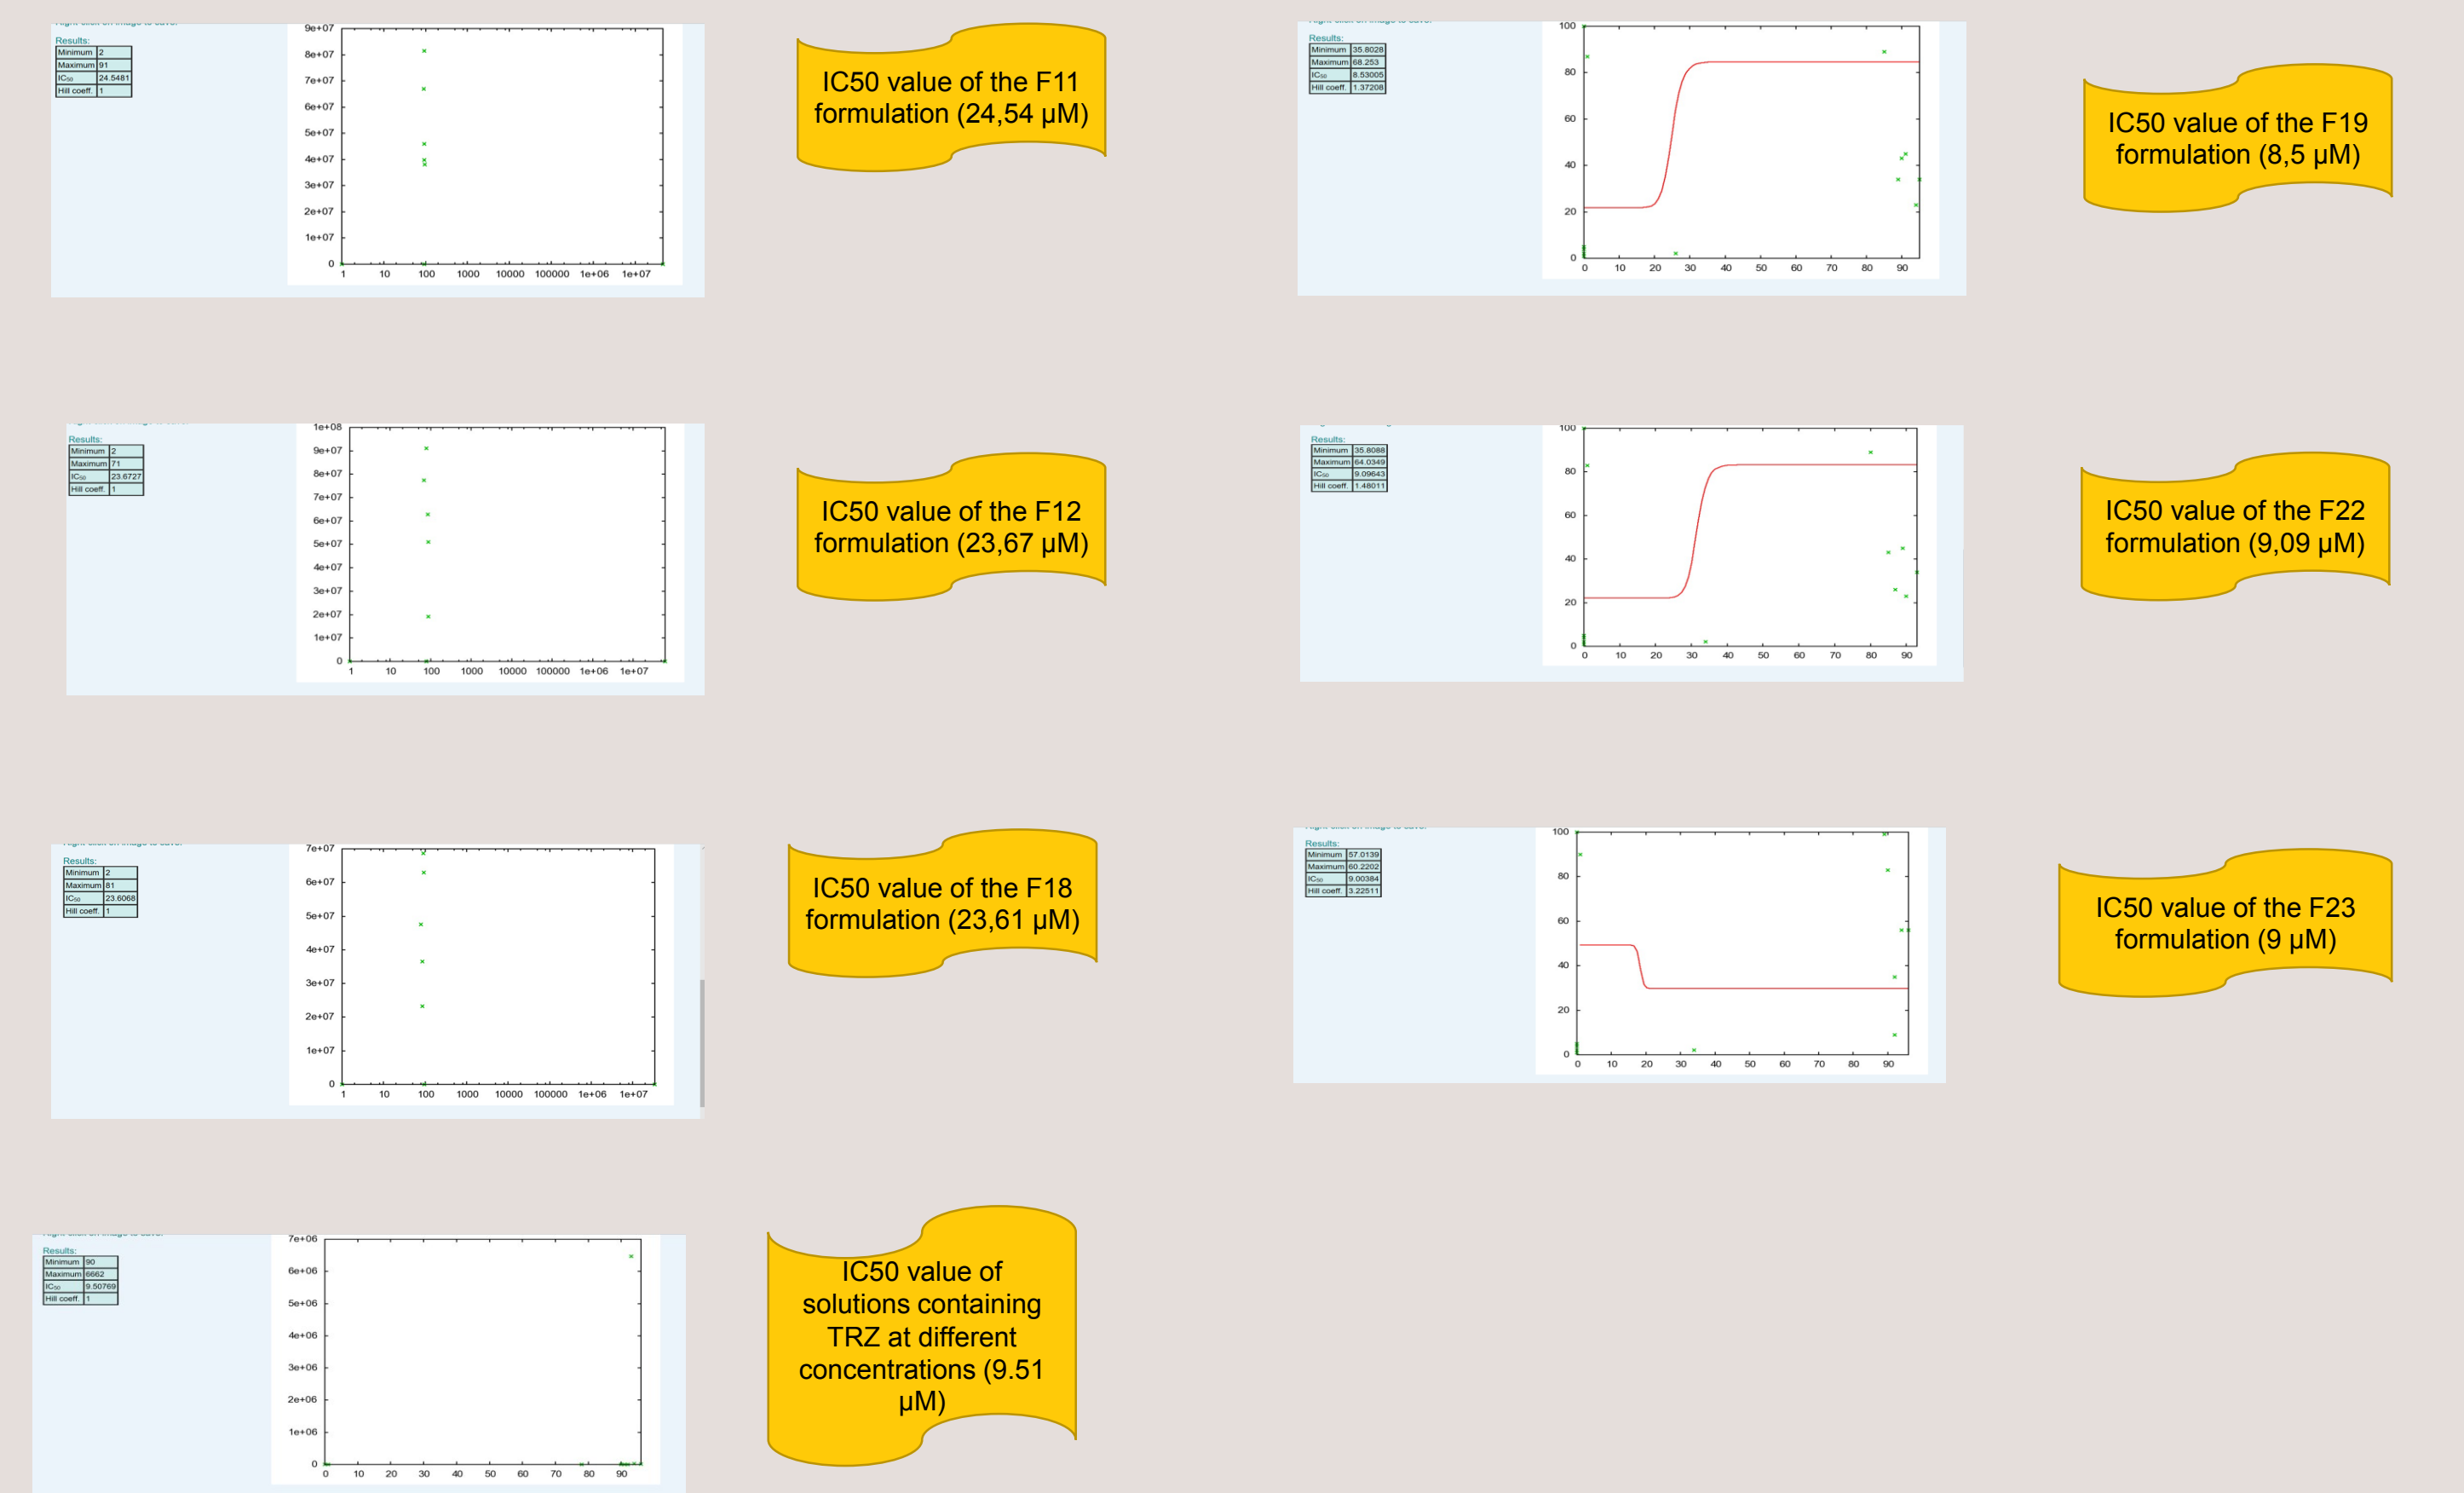 Results:
Minimum 2
Maximum 91
IC₅₀ 24.5481
Hill coeff. 1
9e+07
8e+07
7e+07
6e+07
5e+07
4e+07
3e+07
2e+07
1e+07
0
1 10 100 1000 10000 100000 1e+06 1e+07
IC50 value of the F11
formulation (24,54 µM)
Results:
Minimum 35.8028
Maximum 68.253
IC₅₀ 8.53005
Hill coeff. 1.37208
100
80
60
40
20
0
0 10 20 30 40 50 60 70 80 90
IC50 value of the F19
formulation (8,5 µM)
Results:
Minimum 2
Maximum 71
IC₅₀ 23.6727
Hill coeff. 1
1e+08
9e+07
8e+07
7e+07
6e+07
5e+07
4e+07
3e+07
2e+07
1e+07
0
1 10 100 1000 10000 100000 1e+06 1e+07
IC50 value of the F12
formulation (23,67 µM)
Results:
Minimum 35.8088
Maximum 64.0349
IC₅₀ 9.09643
Hill coeff. 1.48011
100
80
60
40
20
0
0 10 20 30 40 50 60 70 80 90
IC50 value of the F22
formulation (9,09 µM)
Results:
Minimum 2
Maximum 81
IC₅₀ 23.6068
Hill coeff. 1
7e+07
6e+07
5e+07
4e+07
3e+07
2e+07
1e+07
0
1 10 100 1000 10000 100000 1e+06 1e+07
IC50 value of the F18
formulation (23,61 µM)
Results:
Minimum 57.0139
Maximum 60.2202
IC₅₀ 9.00384
Hill coeff. 3.22511
100
80
60
40
20
0
0 10 20 30 40 50 60 70 80 90
IC50 value of the F23
formulation (9 µM)
Results:
Minimum 90
Maximum 6662
IC₅₀ 9.50769
Hill coeff. 1
7e+06
6e+06
5e+06
4e+06
3e+06
2e+06
1e+06
0
0 10 20 30 40 50 60 70 80 90
IC50 value of
solutions containing
TRZ at different
concentrations (9.51
µM)